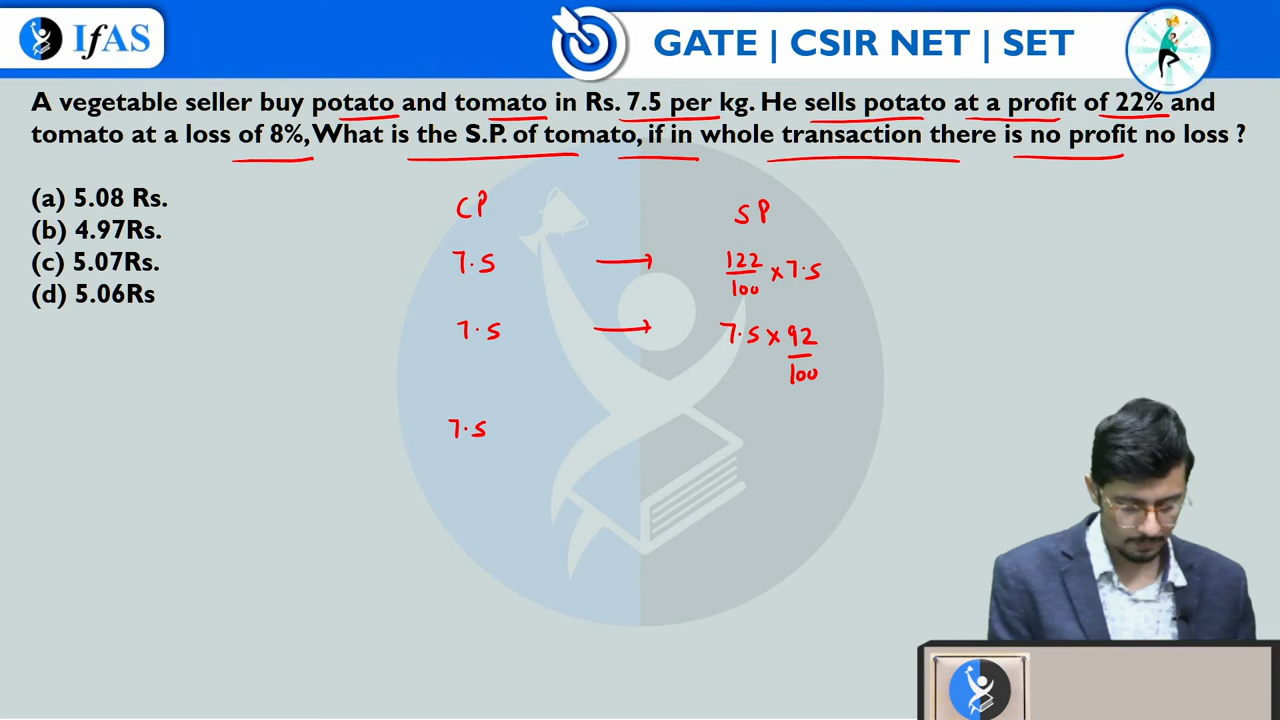 IfAS
GATE | CSIR NET | SET
A vegetable seller buy potato and tomato in Rs. 7.5 per kg. He sells potato at a profit of 22% and
tomato at a loss of 8%, What is the S.P. of tomato, if in whole transaction there is no profit no loss ?
(a) 5.08 Rs.
(b) 4.97Rs.
(c) 5.07Rs.
(d) 5.06Rs
CP
SP
7.5 → 122/100 × 7.5
7.5 → 7.5 × 92/100
7.5